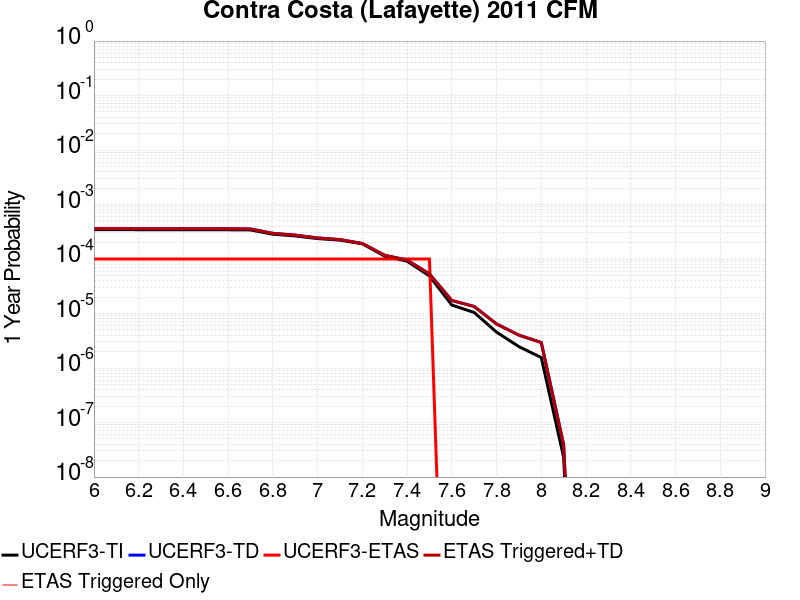 Contra Costa (Lafayette) 2011 CFM
1 Year Probability
10^0
10^-1
10^-2
10^-3
10^-4
10^-5
10^-6
10^-7
10^-8
6 6.2 6.4 6.6 6.8 7 7.2 7.4 7.6 7.8 8 8.2 8.4 8.6 8.8 9
Magnitude
UCERF3-TI UCERF3-TD UCERF3-ETAS ETAS Triggered+TD
ETAS Triggered Only